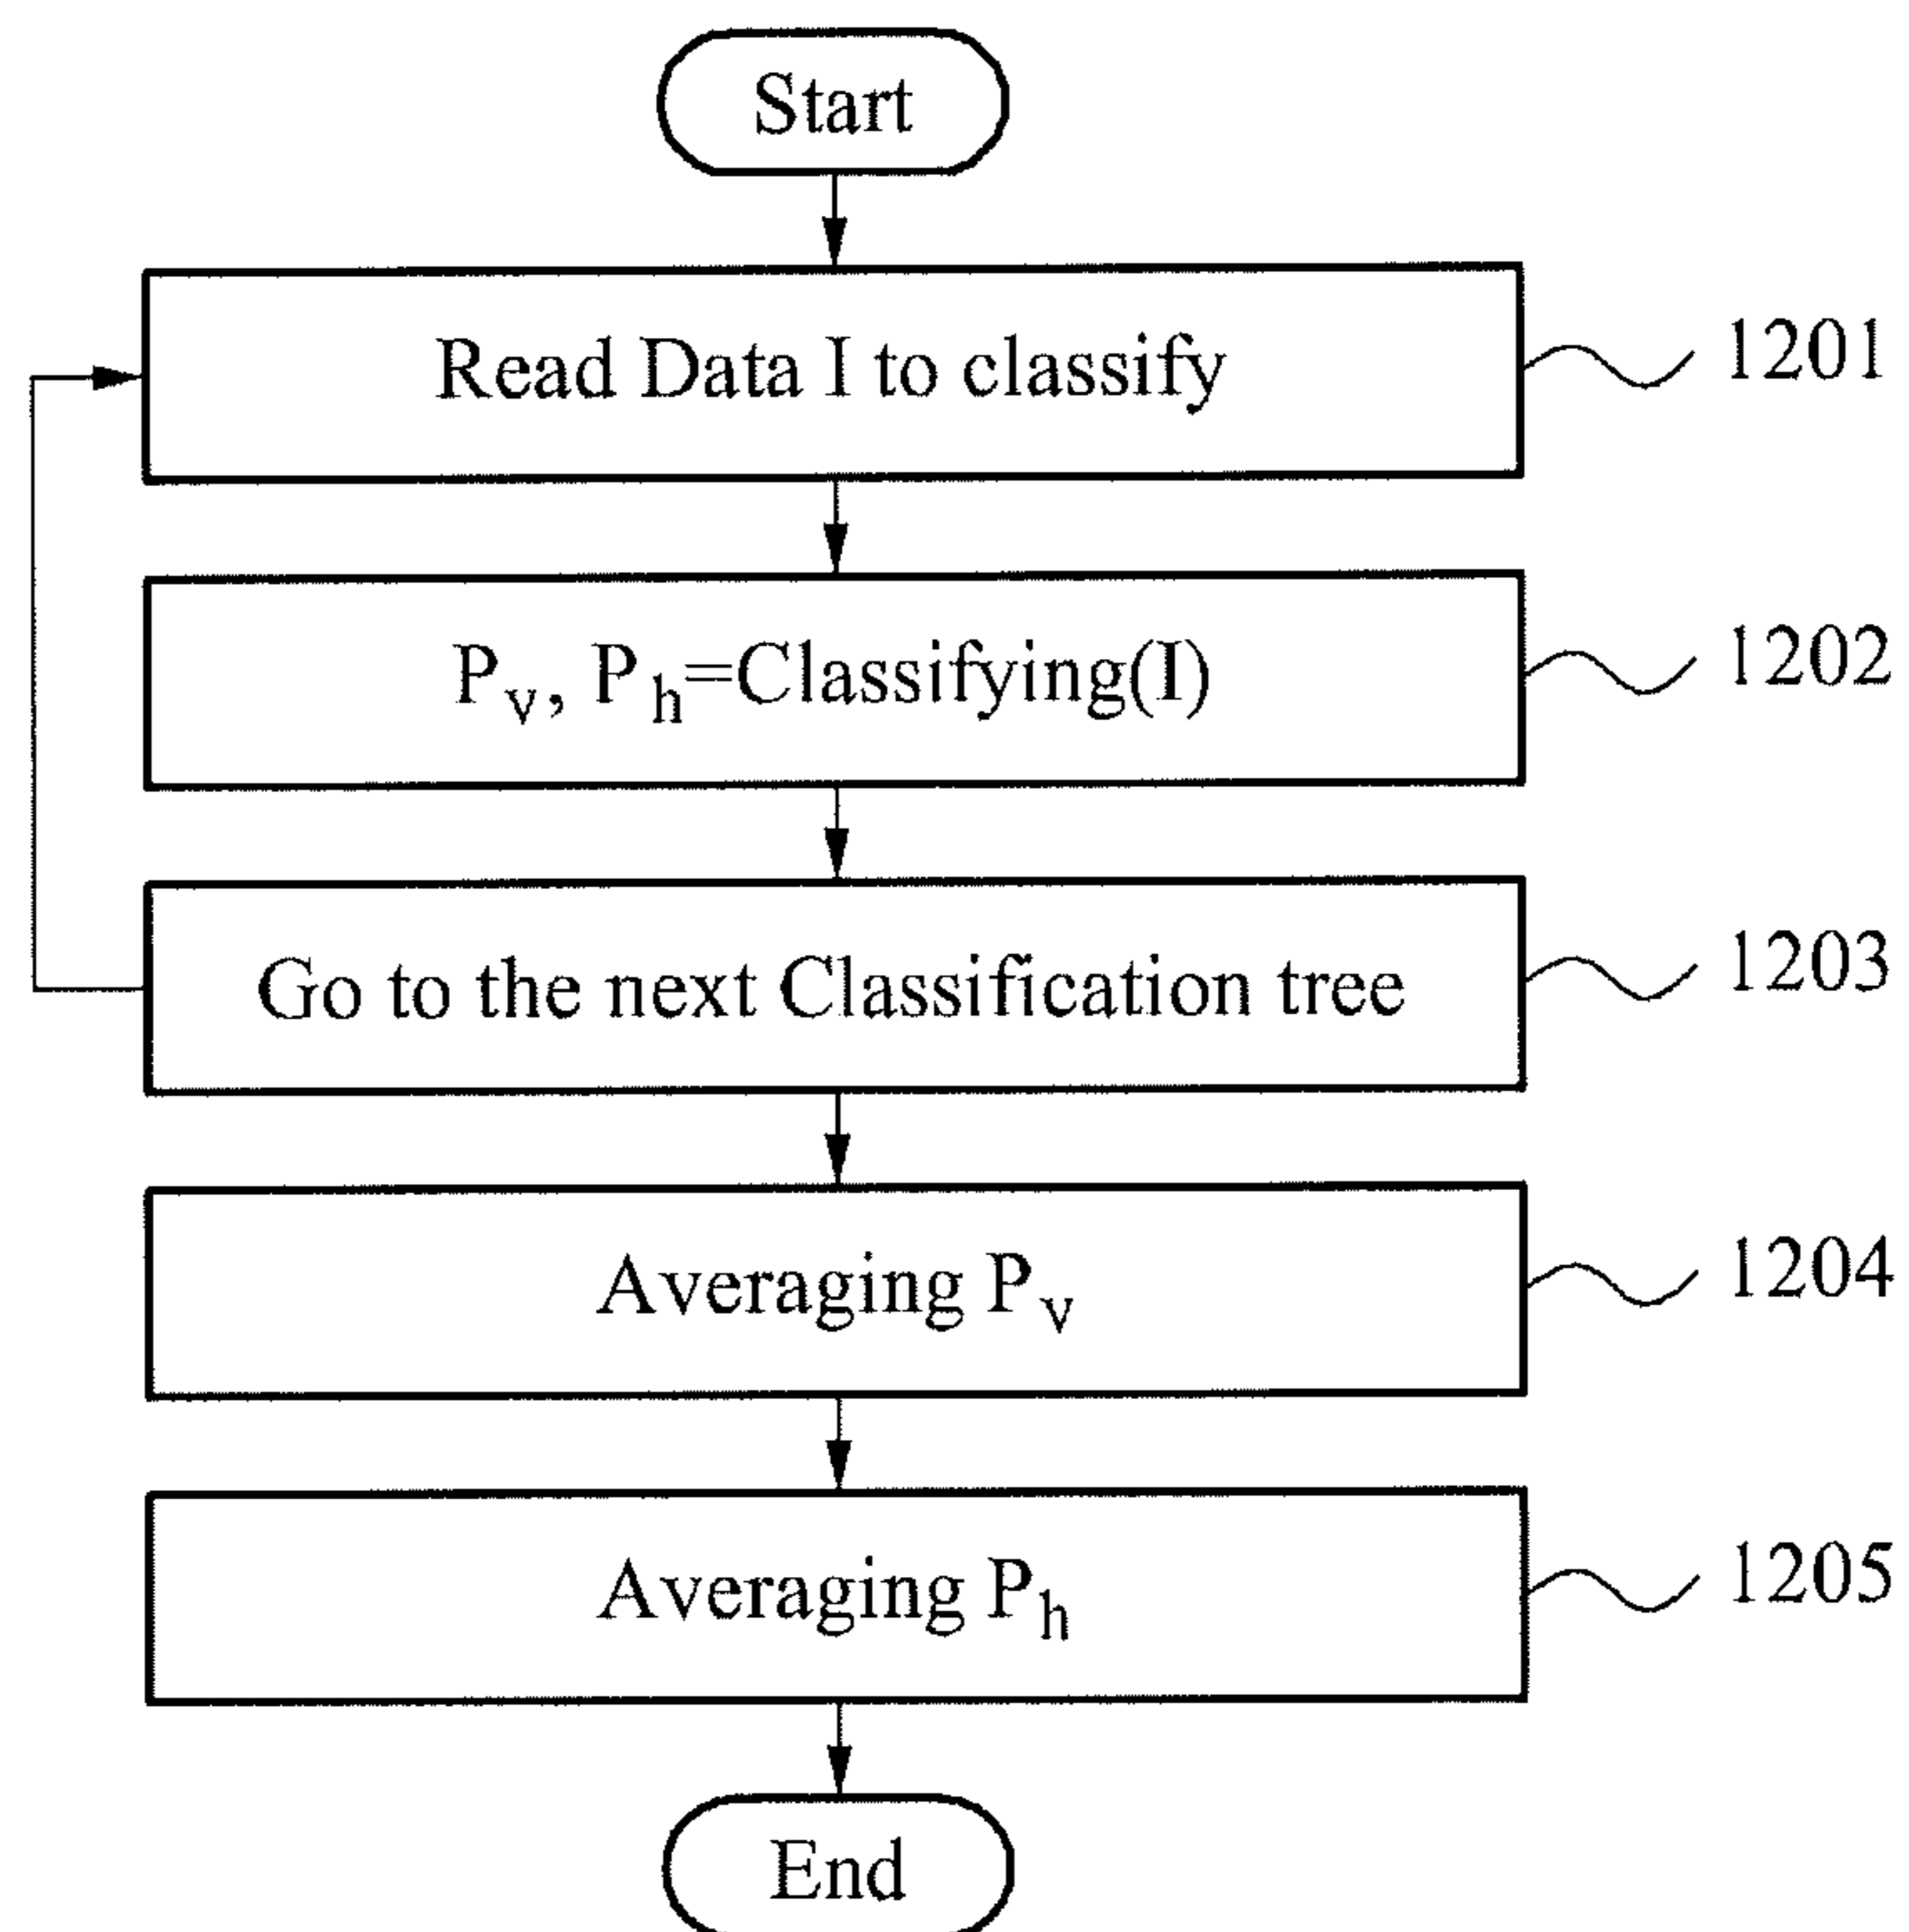 Start
Read Data I to classify
1201
Pv, Ph=Classifying(I)
1202
Go to the next Classification tree
1203
Averaging Pv
1204
Averaging Ph
1205
End